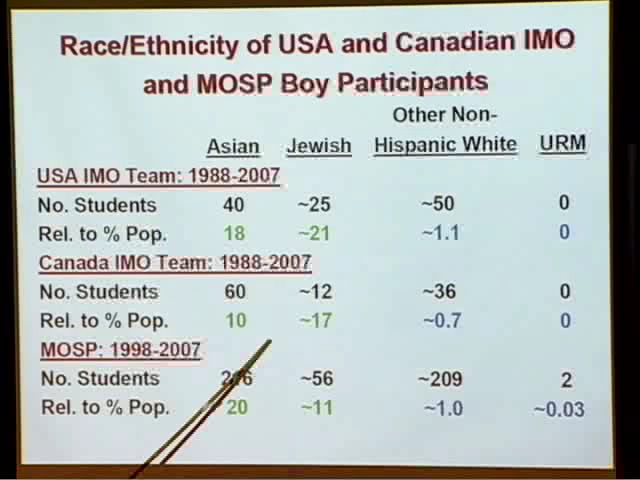 Race/Ethnicity of USA and Canadian IMO
and MOSP Boy Participants
Other Non-
Asian Jewish Hispanic White URM
USA IMO Team: 1988-2007
No. Students 40 ~25 ~50 0
Rel. to % Pop. 18 ~21 ~1.1 0
Canada IMO Team: 1988-2007
No. Students 60 ~12 ~36 0
Rel. to % Pop. 10 ~17 ~0.7 0
MOSP: 1998-2007
No. Students ~56 ~209 2
Rel. to % Pop. 20 ~11 ~1.0 ~0.03